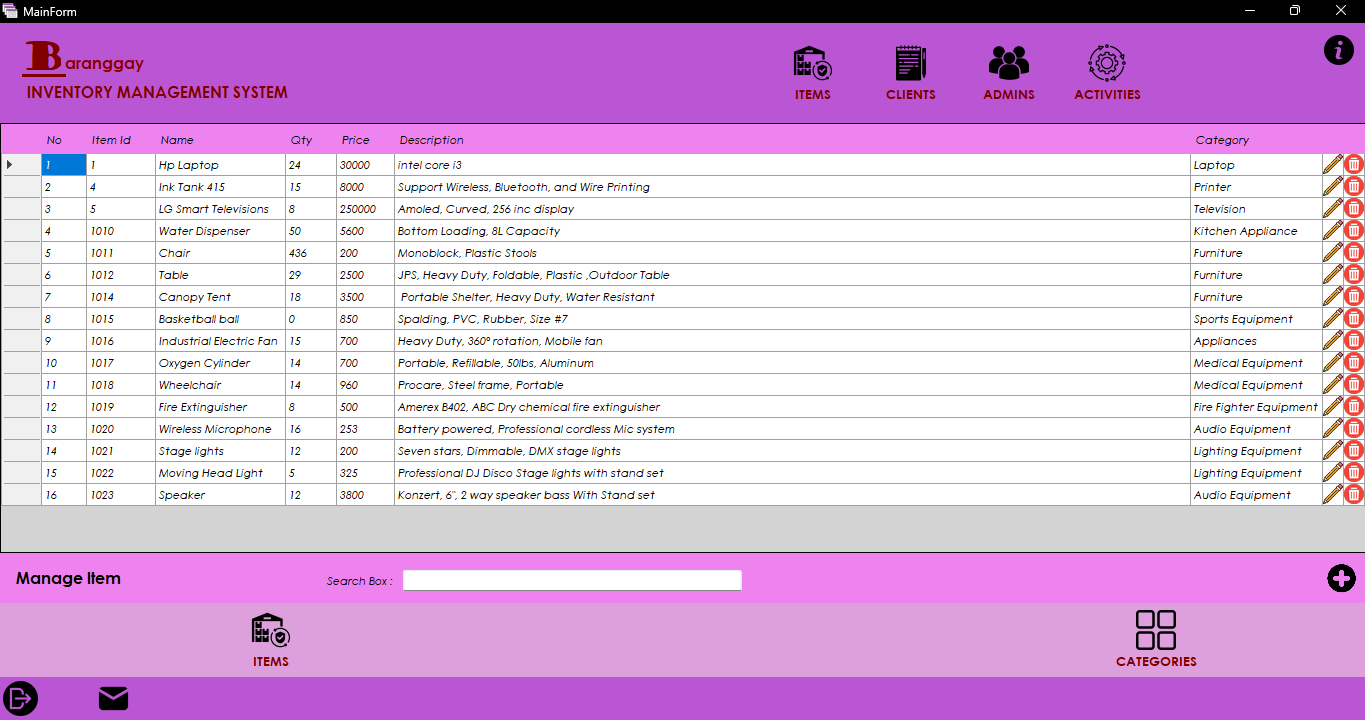 MainForm
Baranggay
INVENTORY MANAGEMENT SYSTEM
ITEMS CLIENTS ADMINS ACTIVITIES
No Item Id Name Qty Price Description Category
1 1 Hp Laptop 24 30000 intel core i3 Laptop
2 4 Ink Tank 415 15 8000 Support Wireless, Bluetooth, and Wire Printing Printer
3 5 LG Smart Televisions 8 250000 Amoled, Curved, 256 inc display Television
4 1010 Water Dispenser 50 5600 Bottom Loading, 8L Capacity Kitchen Appliance
5 1011 Chair 436 200 Monoblock, Plastic Stools Furniture
6 1012 Table 29 2500 JPS, Heavy Duty, Foldable, Plastic ,Outdoor Table Furniture
7 1014 Canopy Tent 18 3500 Portable Shelter, Heavy Duty, Water Resistant Furniture
8 1015 Basketball ball 0 850 Spalding, PVC, Rubber, Size #7 Sports Equipment
9 1016 Industrial Electric Fan 15 700 Heavy Duty, 360° rotation, Mobile fan Appliances
10 1017 Oxygen Cylinder 14 700 Portable, Refillable, 50lbs, Aluminum Medical Equipment
11 1018 Wheelchair 14 960 Procare, Steel frame, Portable Medical Equipment
12 1019 Fire Extinguisher 8 500 Amerex B402, ABC Dry chemical fire extinguisher Fire Fighter Equipment
13 1020 Wireless Microphone 16 253 Battery powered, Professional cordless Mic system Audio Equipment
14 1021 Stage lights 12 200 Seven stars, Dimmable, DMX stage lights Lighting Equipment
15 1022 Moving Head Light 5 325 Professional DJ Disco Stage lights with stand set Lighting Equipment
16 1023 Speaker 12 3800 Konzert, 6", 2 way speaker bass With Stand set Audio Equipment
Manage Item Search Box :
ITEMS CATEGORIES